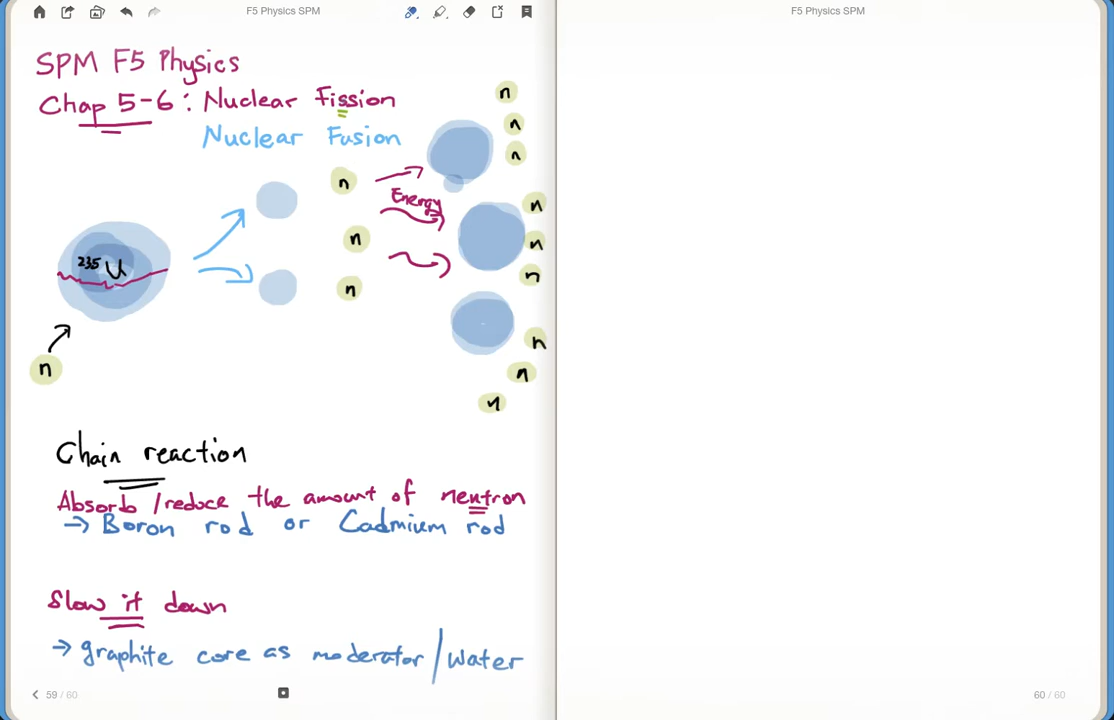 F5 Physics SPM
F5 Physics SPM
SPM F5 Physics
Chap 5-6 : Nuclear Fission
Nuclear Fusion
n
n
n
n
Energy
n
n
n
n
n
n
n
n
235 U
n
n
n
Chain reaction
Absorb / reduce the amount of neutron
→ Boron rod or Cadmium rod
Slow it down
→ graphite core as moderator / Water
59 / 60
60 / 60